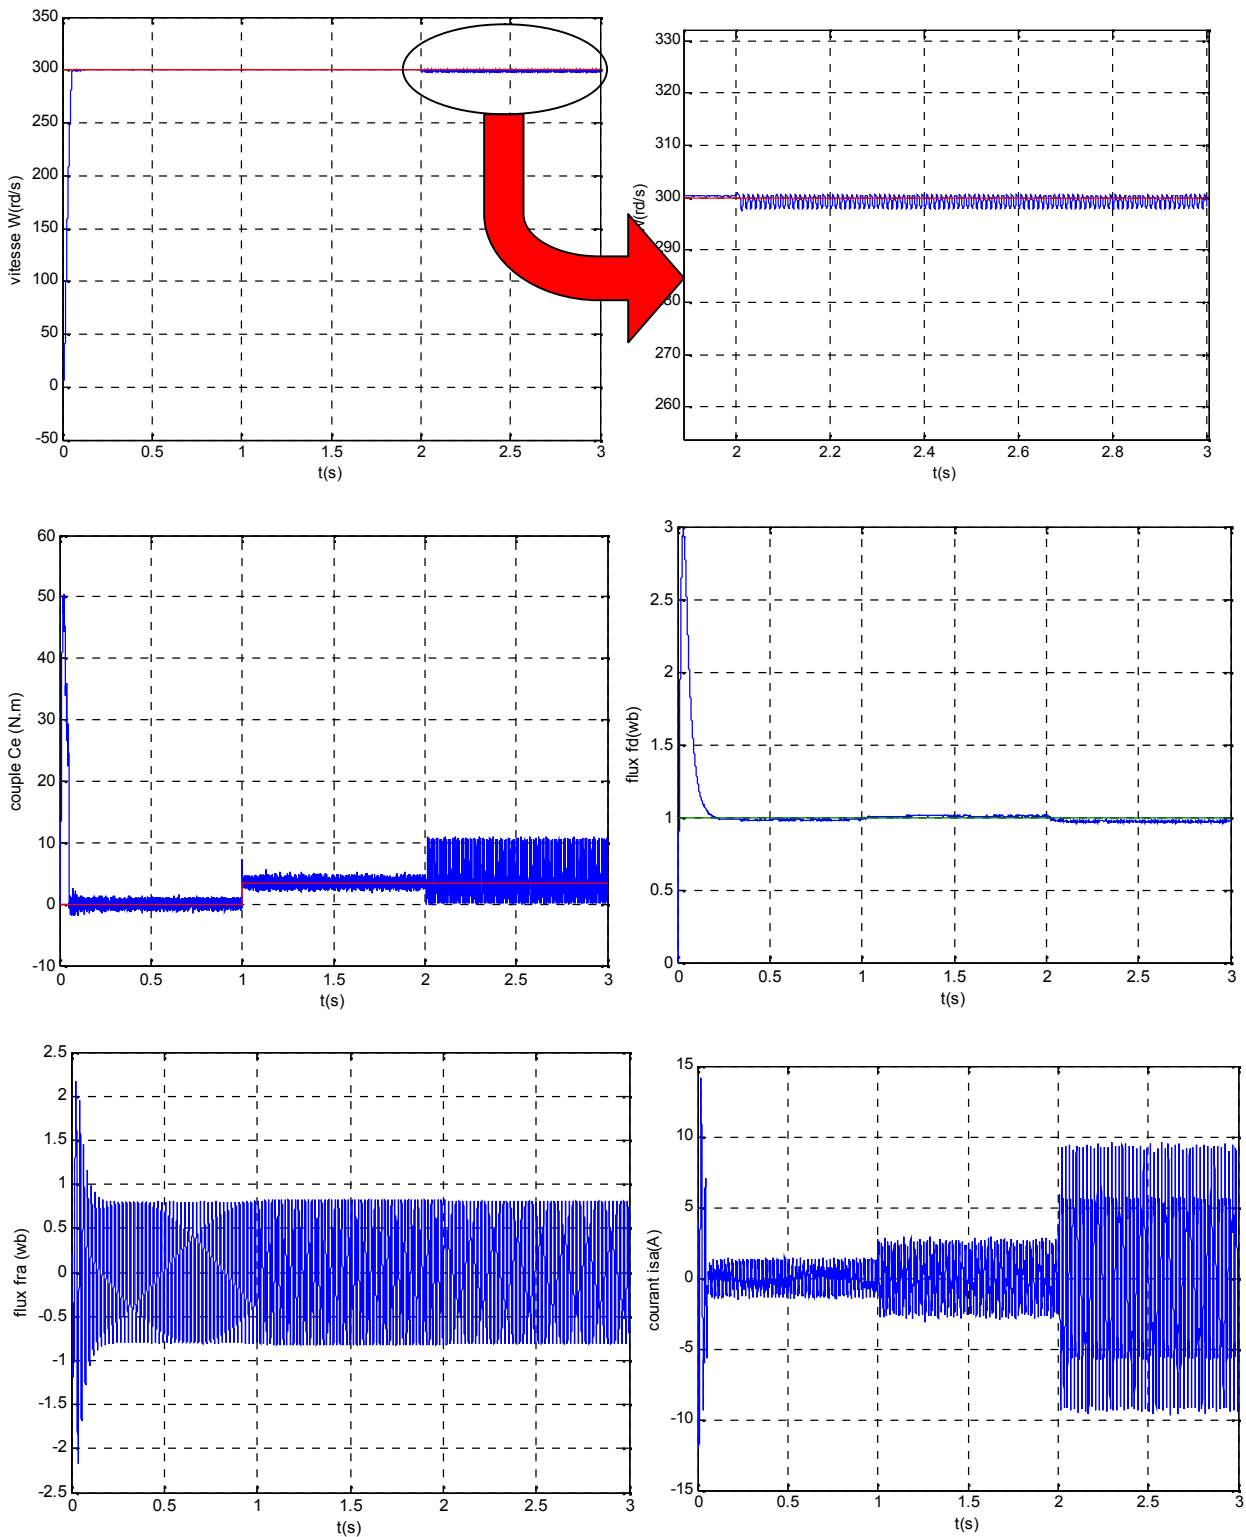 350
300
250
200
150
100
50
0
-50
vitesse W(rd/s)
0 0.5 1 1.5 2 2.5 3
t(s)
330
320
310
300
290
80
270
260
W(rd/s)
2 2.2 2.4 2.6 2.8 3
t(s)
60
50
40
30
20
10
0
-10
couple Ce (N.m)
0 0.5 1 1.5 2 2.5 3
t(s)
3
2.5
2
1.5
1
0.5
0
flux fd(wb)
0 0.5 1 1.5 2 2.5 3
t(s)
2.5
2
1.5
1
0.5
0
-0.5
-1
-1.5
-2
-2.5
flux fra (wb)
0 0.5 1 1.5 2 2.5 3
t(s)
15
10
5
0
-5
-10
-15
courant isa(A)
0 0.5 1 1.5 2 2.5 3
t(s)